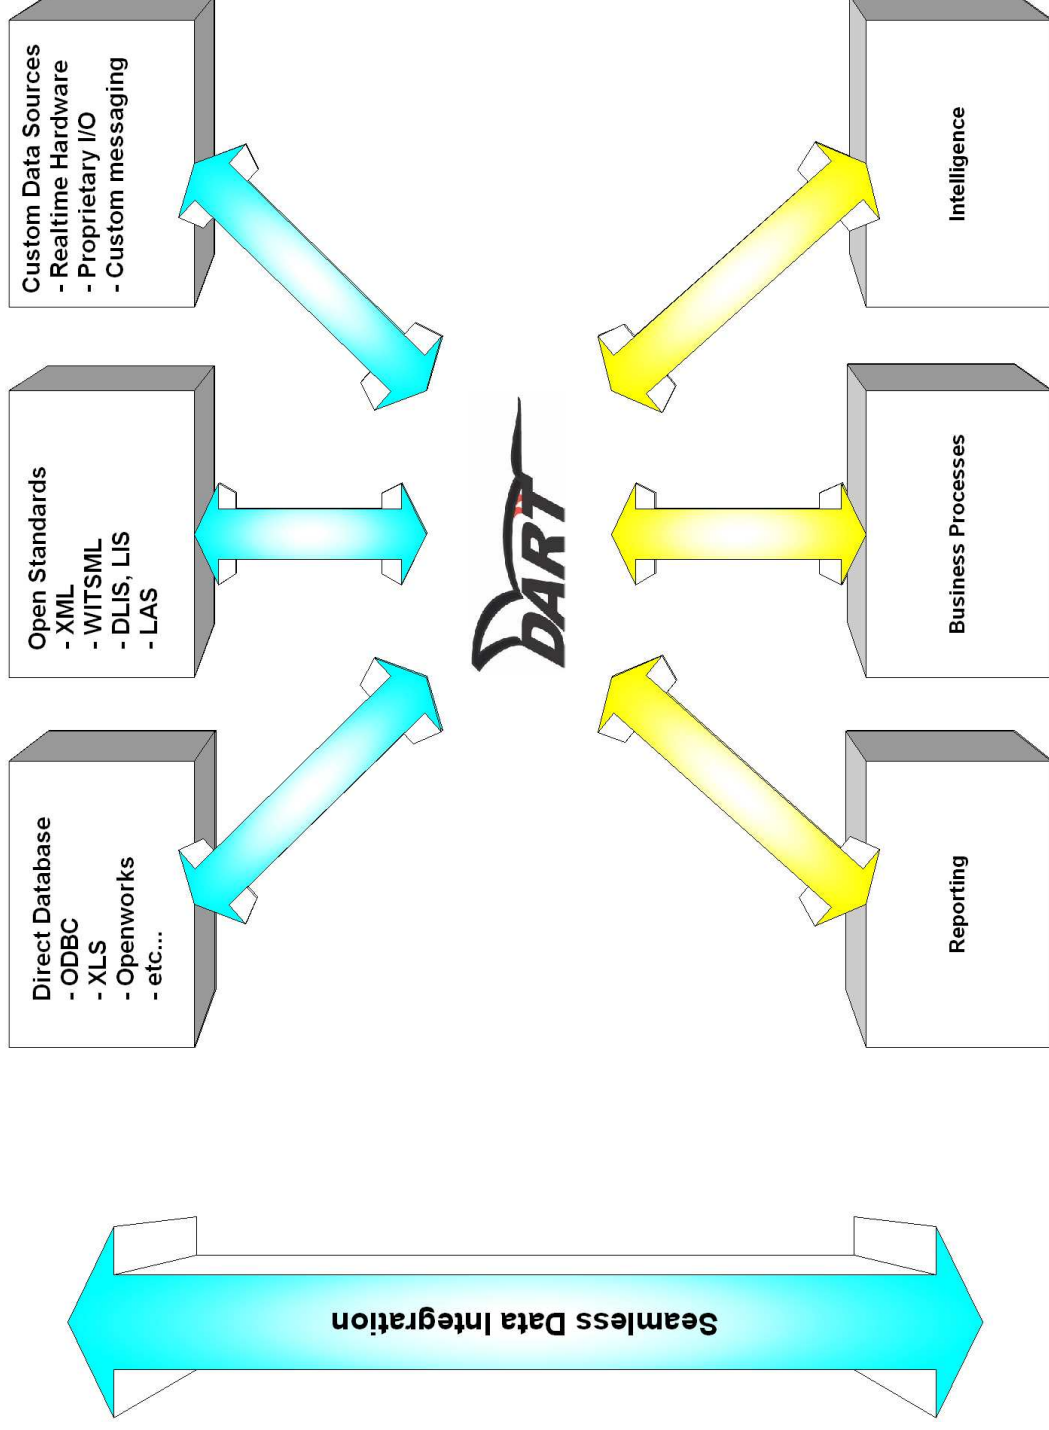 Direct Database
- ODBC
- XLS
- Openworks
- etc...
Open Standards
- XML
- WITSML
- DLIS, LIS
- LAS
Custom Data Sources
- Realtime Hardware
- Proprietary I/O
- Custom messaging
DART
Reporting
Business Processes
Intelligence
Seamless Data Integration